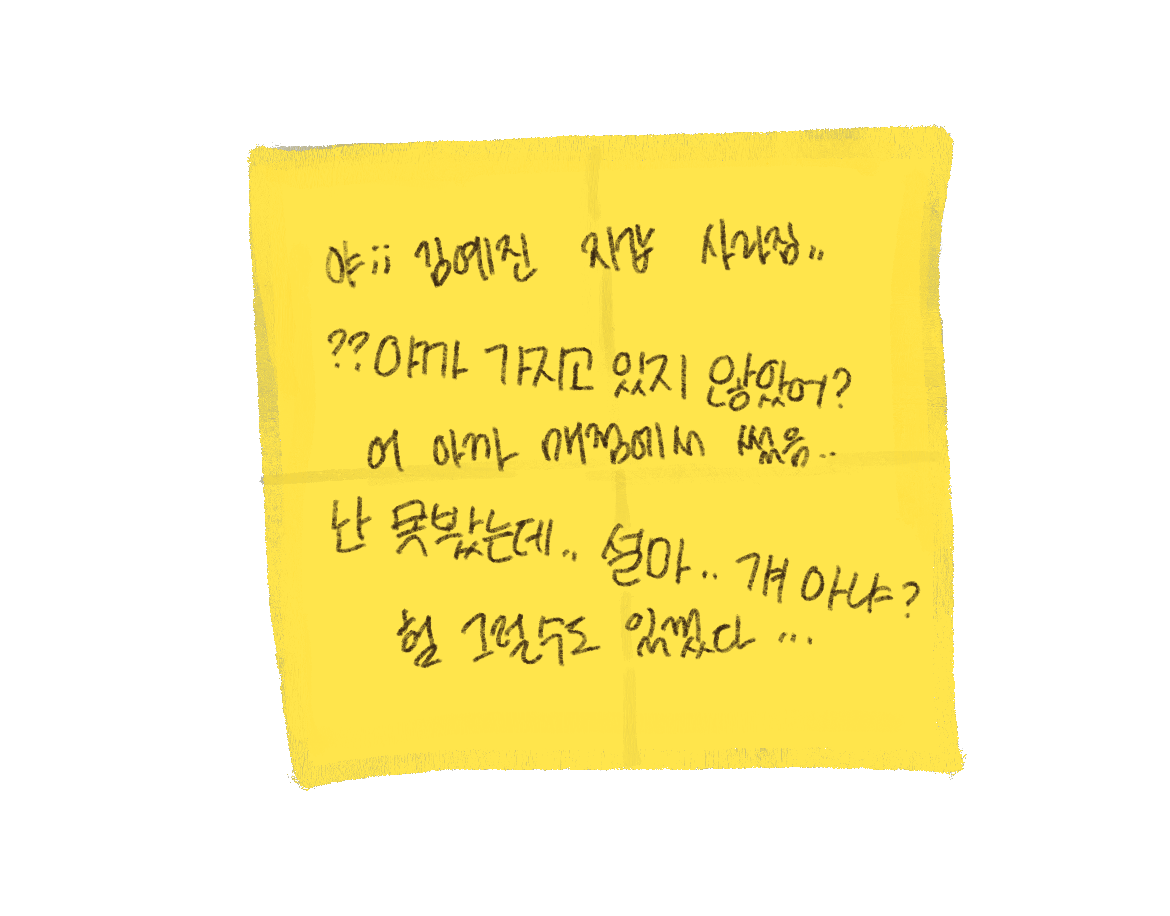 야;; 김예진 지갑 사라짐..
??아까 가지고 있지 않았어?
어 아까 매점에서 썼음..
난 못봤는데.. 설마.. 걔 아냐?
헐 그럴수도 있겠다...